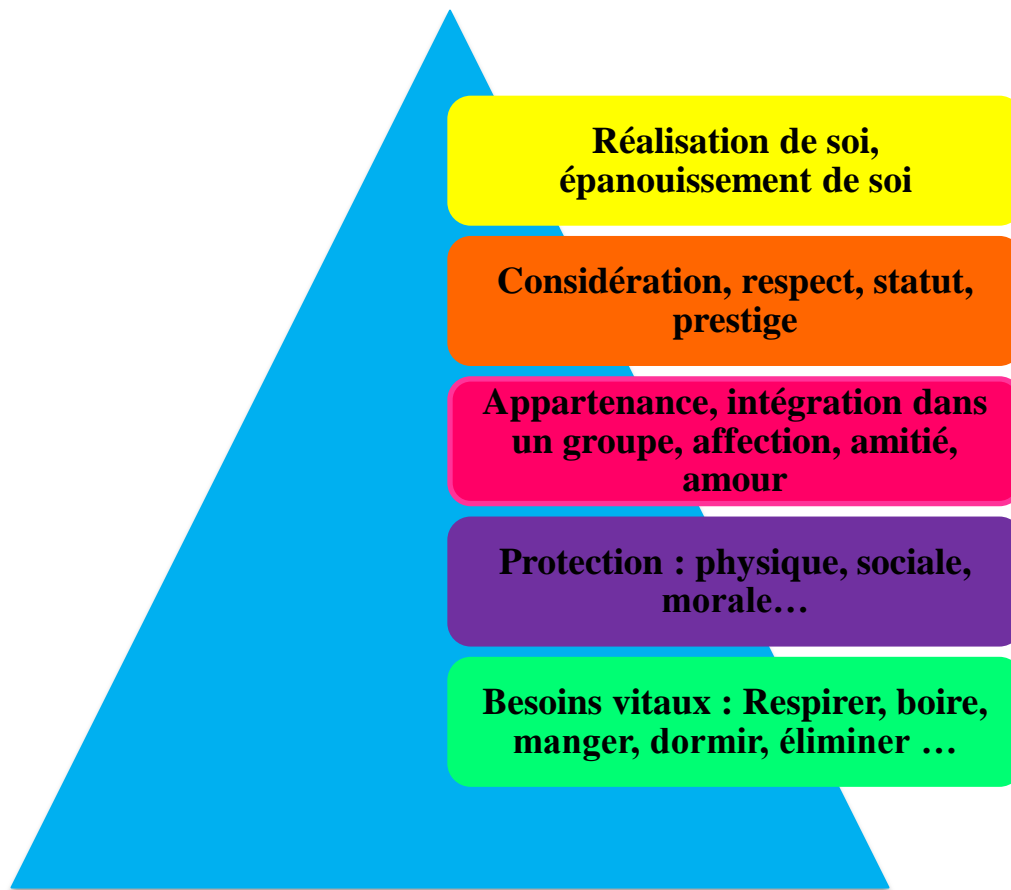 Réalisation de soi,
épanouissement de soi
Considération, respect, statut,
prestige
Appartenance, intégration dans
un groupe, affection, amitié,
amour
Protection : physique, sociale,
morale…
Besoins vitaux : Respirer, boire,
manger, dormir, éliminer …